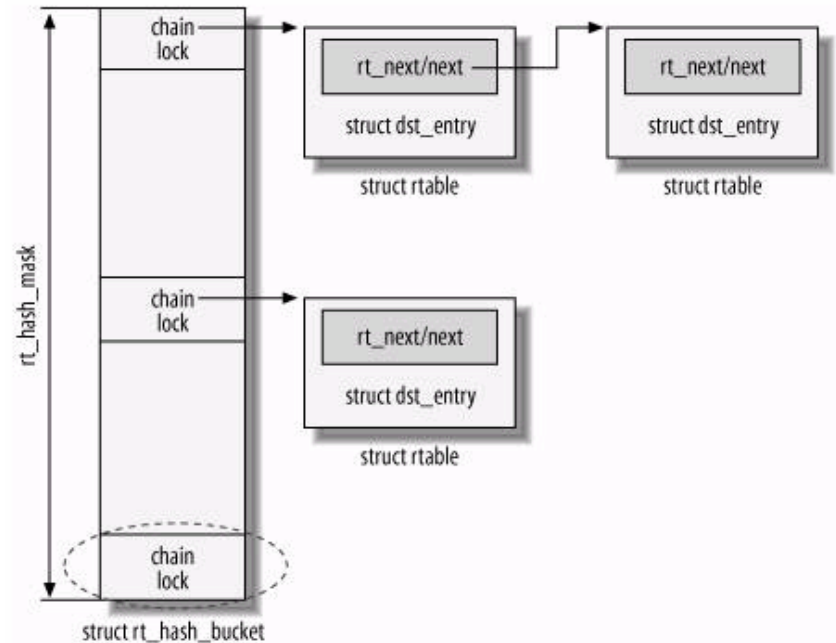 chain
lock
rt_next/next
struct dst_entry
struct rtable
rt_next/next
struct dst_entry
struct rtable
rt_hash_mask
chain
lock
rt_next/next
struct dst_entry
struct rtable
chain
lock
struct rt_hash_bucket